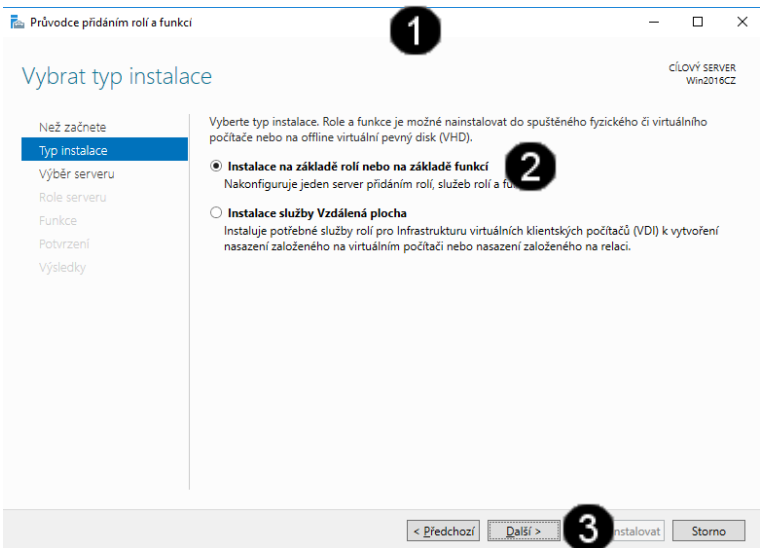 Průvodce přidáním rolí a funkcí
1
Vybrat typ instalace
CÍLOVÝ SERVER
Win2016CZ
Než začnete
Typ instalace
Výběr serveru
Role serveru
Funkce
Potvrzení
Výsledky
Vyberte typ instalace. Role a funkce je možné nainstalovat do spuštěného fyzického či virtuálního
počítače nebo na offline virtuální pevný disk (VHD).
Instalace na základě rolí nebo na základě funkcí
2
Nakonfiguruje jeden server přidáním rolí, služeb rolí a
Instalace služby Vzdálená plocha
Instaluje potřebné služby rolí pro Infrastrukturu virtuálních klientských počítačů (VDI) k vytvoření
nasazení založeného na virtuálním počítači nebo nasazení založeného na relaci.
< Předchozí
Další >
3
nstalovat
Storno